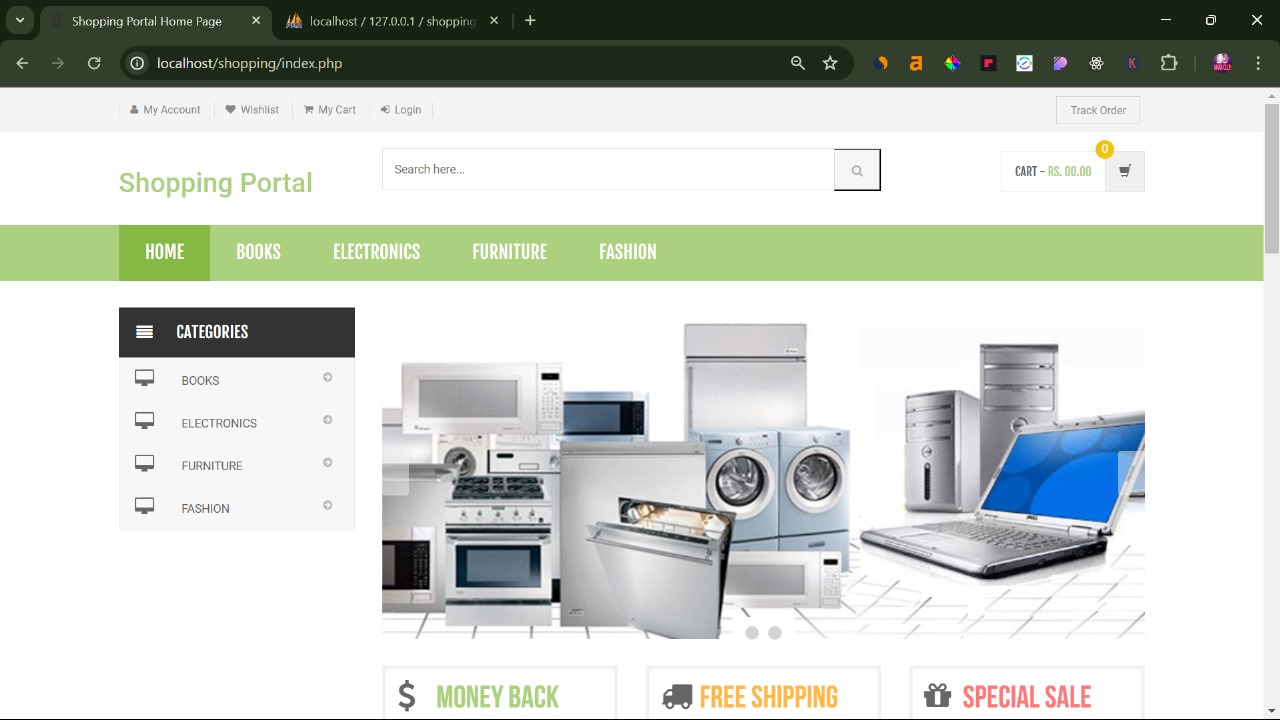 Shopping Portal Home Page
localhost / 127.0.0.1 / shopping
localhost/shopping/index.php
My Account
Wishlist
My Cart
Login
Track Order
Shopping Portal
Search here...
0
CART - RS. 00.00
HOME
BOOKS
ELECTRONICS
FURNITURE
FASHION
CATEGORIES
BOOKS
ELECTRONICS
FURNITURE
FASHION
DELL
MONEY BACK
FREE SHIPPING
SPECIAL SALE